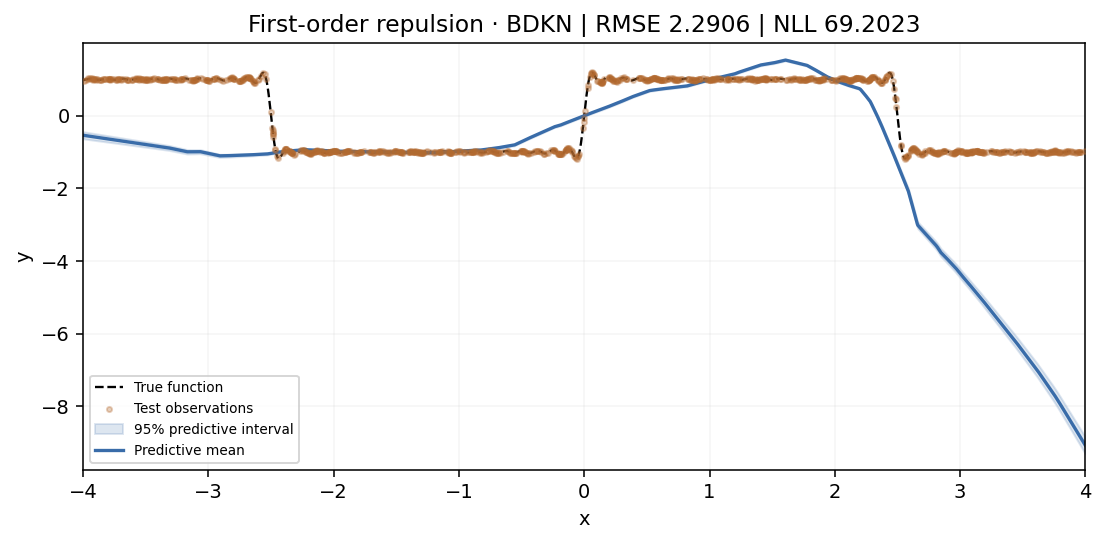 First-order repulsion · BDKN | RMSE 2.2906 | NLL 69.2023
y
0
−2
−4
−6
−8
True function
Test observations
95% predictive interval
Predictive mean
−4 −3 −2 −1 0 1 2 3 4
x